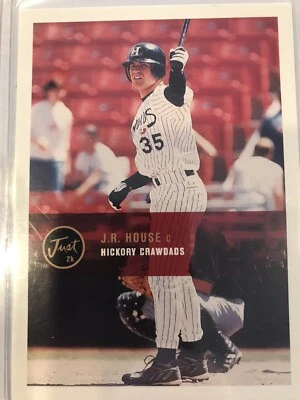 H
35
Just
2k
J.R. HOUSE C
HICKORY CRAWDADS